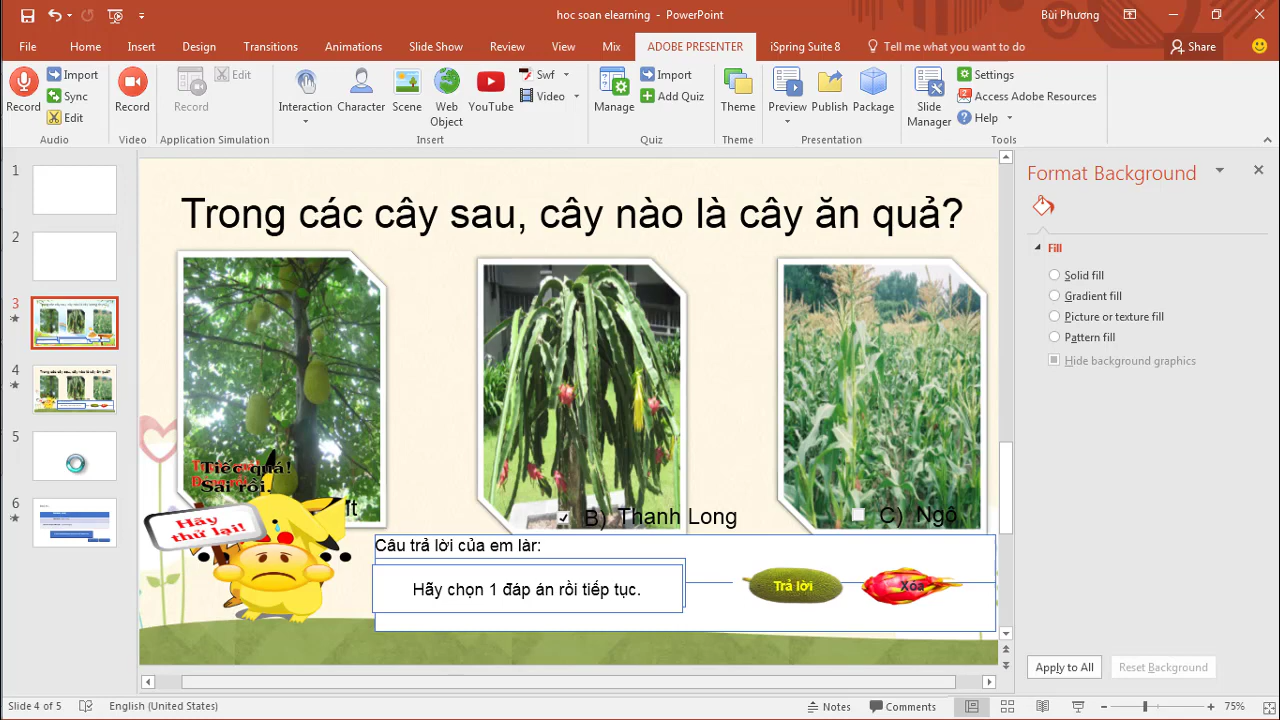 hoc soan elearning - PowerPoint
Bùi Phương
File
Home
Insert
Design
Transitions
Animations
Slide Show
Review
View
Mix
ADOBE PRESENTER
iSpring Suite 8
Tell me what you want to do
Share
Record
Import
Sync
Edit
Audio
Record
Video
Record
Edit
Application Simulation
Interaction
Character
Scene
Web
Object
YouTube
Swf
Video
Insert
Manage
Import
Add Quiz
Quiz
Theme
Theme
Preview
Publish
Package
Presentation
Slide
Manager
Settings
Access Adobe Resources
Help
Tools
1
2
3
4
5
6
Trong các cây sau, cây nào là cây ăn quả?
Tiếc quá!
Sai rồi.
Hãy
thử lại!
B) Thanh Long
C) Ngô
Câu trả lời của em làr:
Hãy chọn 1 đáp án rồi tiếp tục.
Trả lời
Xóa
Format Background
Fill
Solid fill
Gradient fill
Picture or texture fill
Pattern fill
Hide background graphics
Apply to All
Reset Background
Slide 4 of 5
English (United States)
Notes
Comments
75%